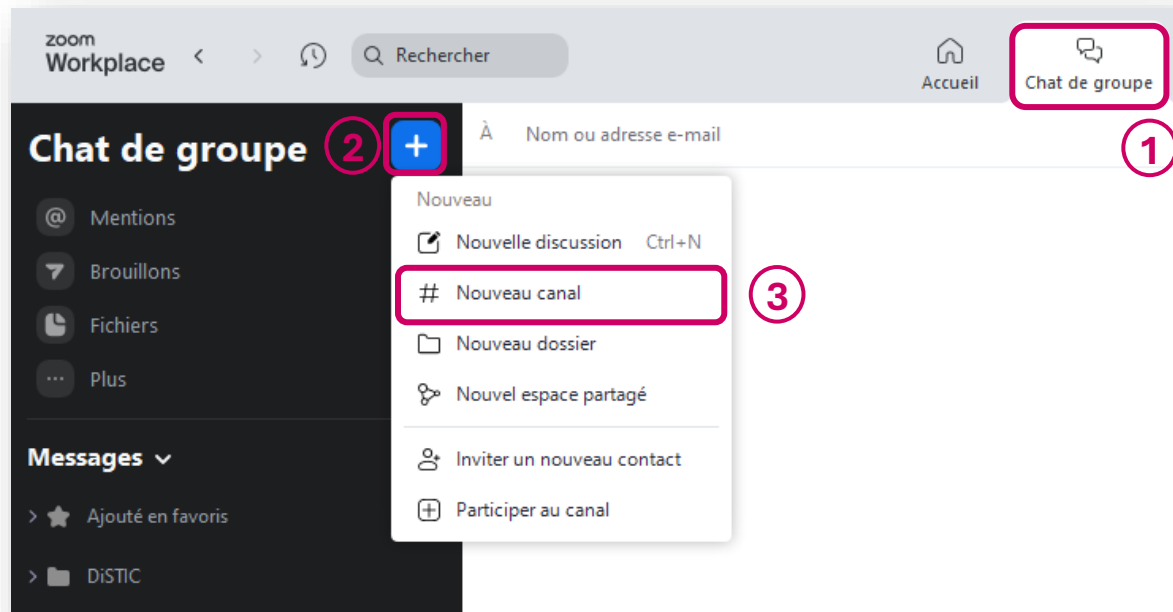 zoom
Workplace
Rechercher
Accueil
Chat de groupe
1
Chat de groupe
2
+
À Nom ou adresse e-mail
@ Mentions
Brouillons
Fichiers
Plus
Messages
Ajouté en favoris
DiSTIC
Nouveau
Nouvelle discussion Ctrl+N
# Nouveau canal
3
Nouveau dossier
Nouvel espace partagé
Inviter un nouveau contact
Participer au canal